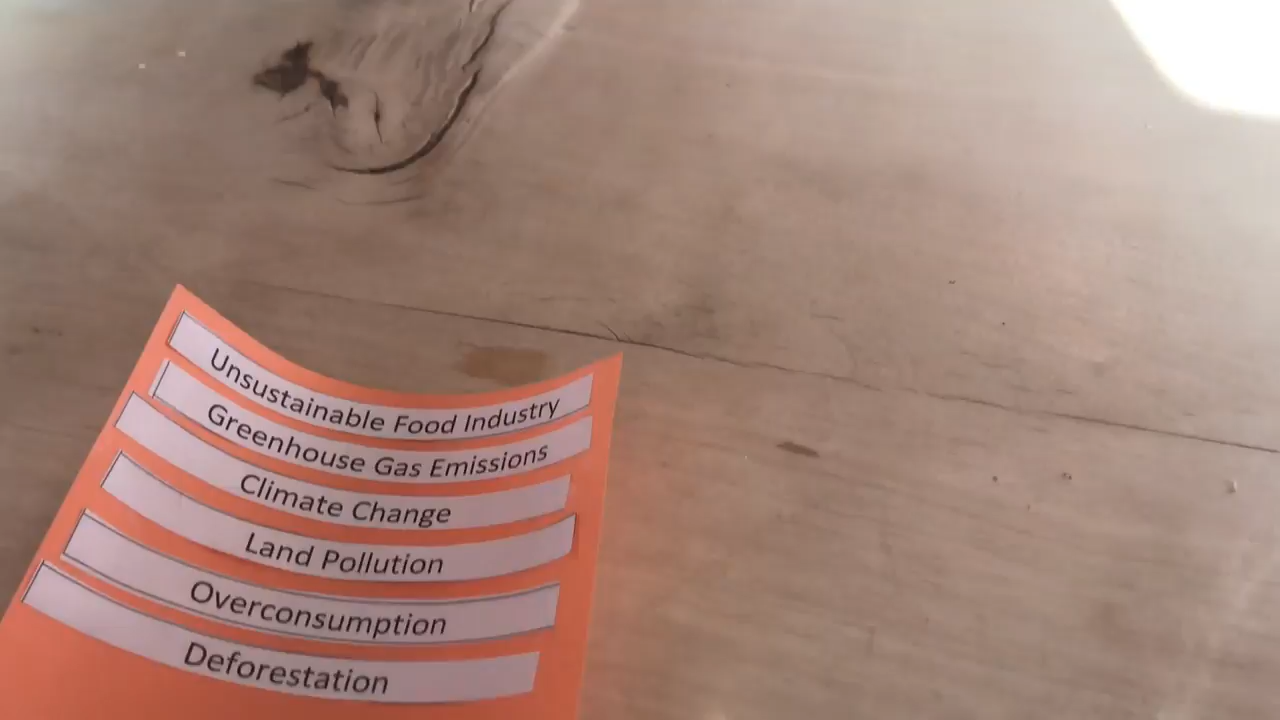 Unsustainable Food Industry
Greenhouse Gas Emissions
Climate Change
Land Pollution
Overconsumption
Deforestation